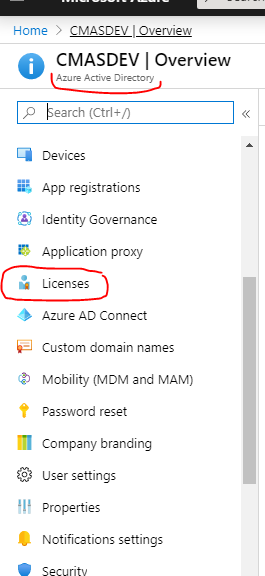 Microsoft Azure
Home > CMASDEV | Overview
CMASDEV | Overview
Azure Active Directory
Search (Ctrl+/)
Devices
App registrations
Identity Governance
Application proxy
Licenses
Azure AD Connect
Custom domain names
Mobility (MDM and MAM)
Password reset
Company branding
User settings
Properties
Notifications settings
Security